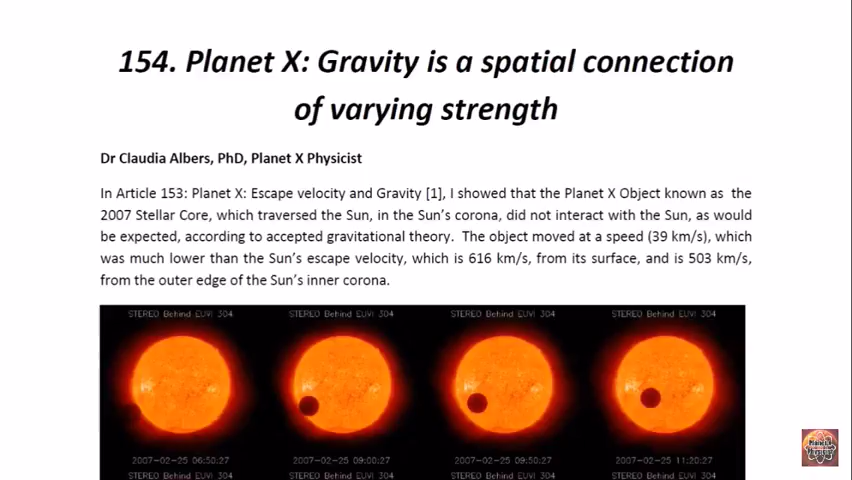 154. Planet X: Gravity is a spatial connection
of varying strength
Dr Claudia Albers, PhD, Planet X Physicist
In Article 153: Planet X: Escape velocity and Gravity [1], I showed that the Planet X Object known as the
2007 Stellar Core, which traversed the Sun, in the Sun's corona, did not interact with the Sun, as would
be expected, according to accepted gravitational theory. The object moved at a speed (39 km/s), which
was much lower than the Sun's escape velocity, which is 616 km/s, from its surface, and is 503 km/s,
from the outer edge of the Sun's inner corona.
STEREO Behind EUVI 304 STEREO Behind EUVI 304 STEREO Behind EUVI 304 STEREO Behind EUVI 304
2007-02-25 06:50:27 2007-02-25 09:00:27 2007-02-25 09:50:27 2007-02-25 11:20:27
STEREO Behind EUVI 304 STEREO Behind EUVI 304 STEREO Behind EUVI 304 STEREO Behind EUVI 304
Planet X
Physicist